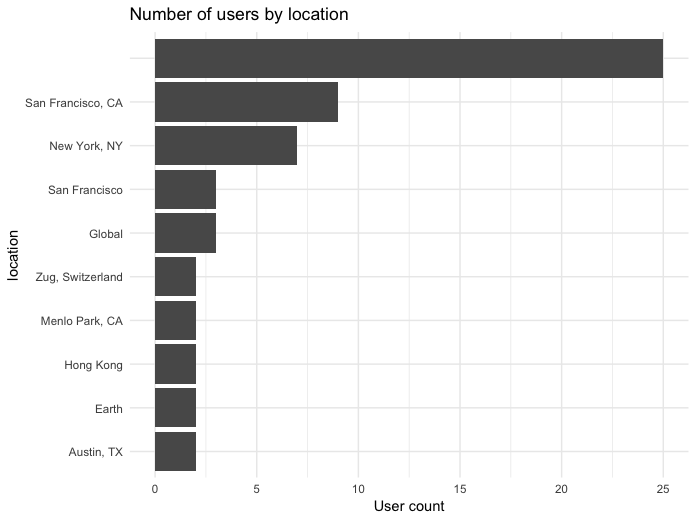 Number of users by location
San Francisco, CA
New York, NY
San Francisco
Global
Zug, Switzerland
Menlo Park, CA
Hong Kong
Earth
Austin, TX
location
0 5 10 15 20 25
User count